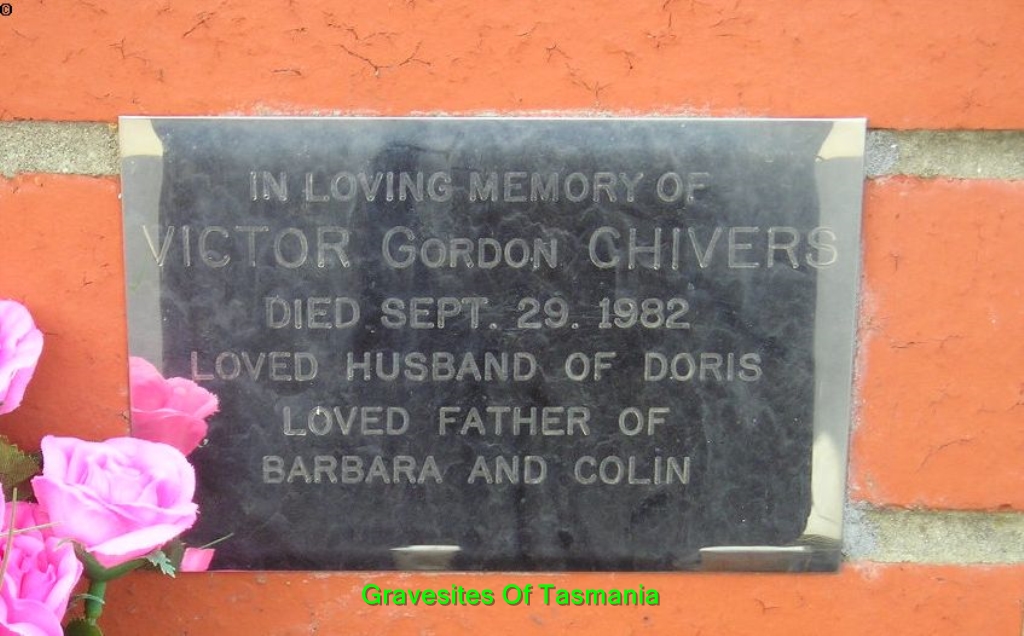 ©
IN LOVING MEMORY OF
VICTOR GORDON CHIVERS
DIED SEPT. 29. 1982
LOVED HUSBAND OF DORIS
LOVED FATHER OF
BARBARA AND COLIN
Gravesites Of Tasmania